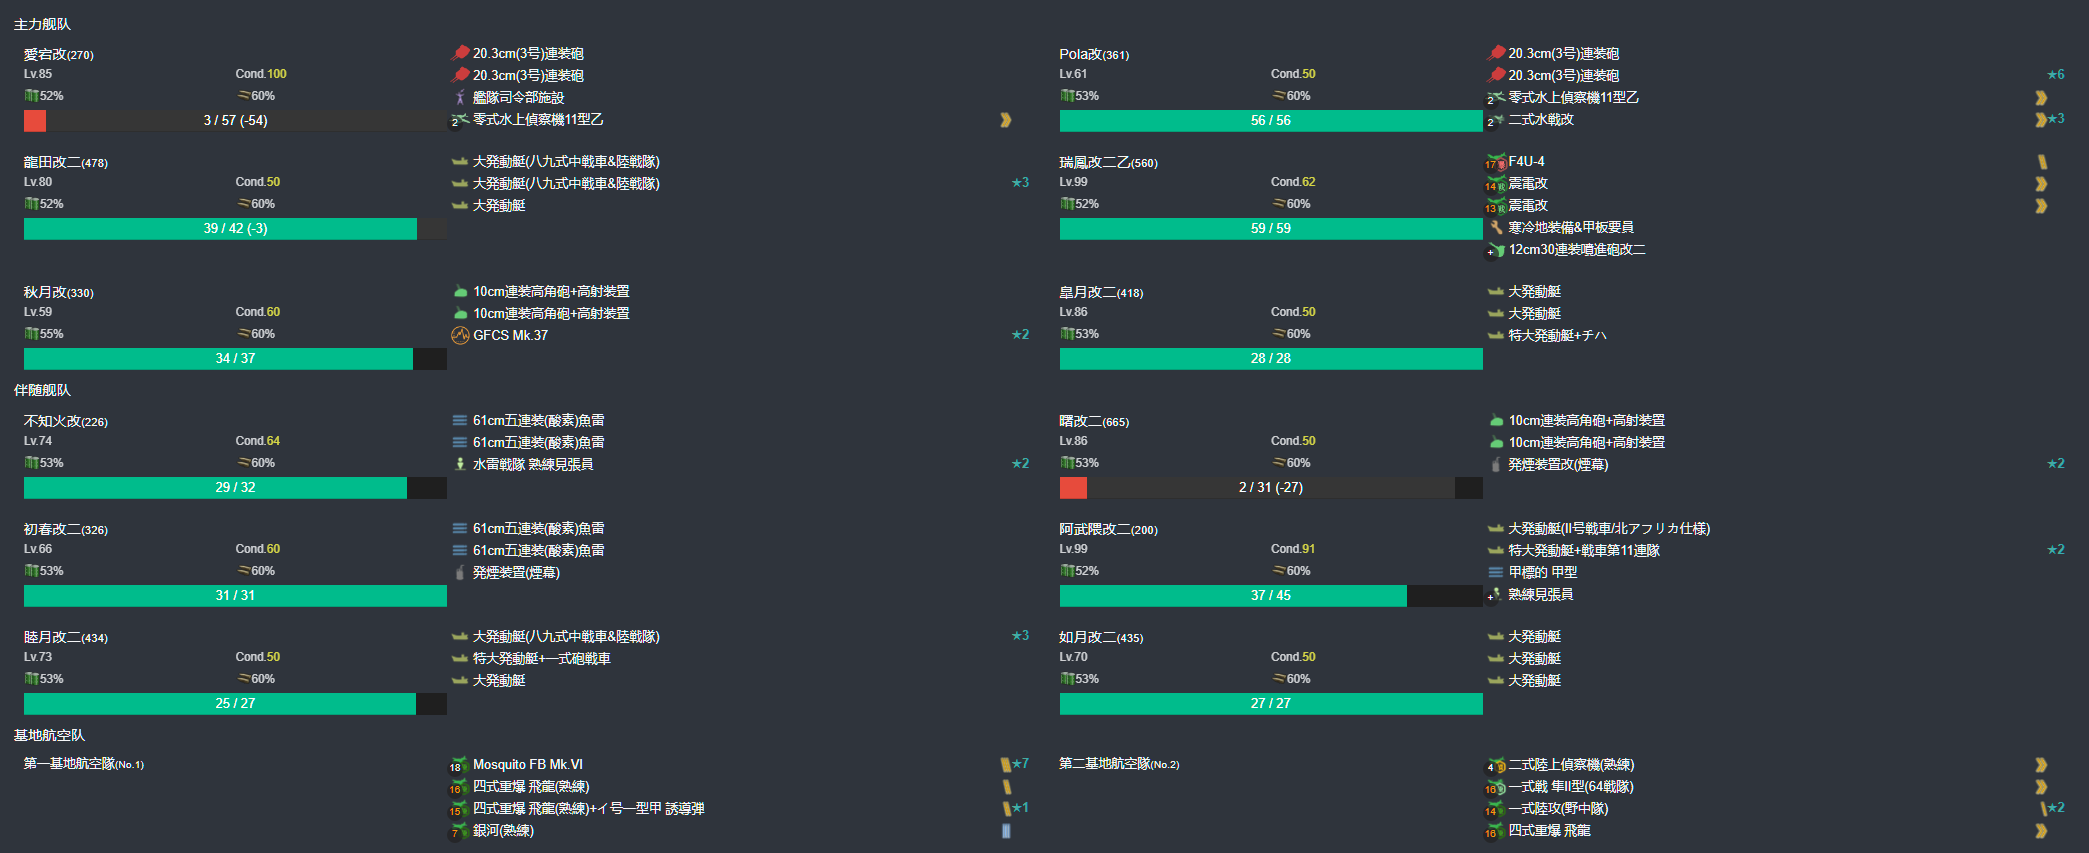 主力舰队
愛宕改(270)
Lv.85 Cond.100
52% 60%
3 / 57 (-54)
20.3cm(3号)連装砲
20.3cm(3号)連装砲
艦隊司令部施設
2 零式水上偵察機11型乙
Pola改(361)
Lv.61 Cond.50
53% 60%
56 / 56
20.3cm(3号)連装砲
20.3cm(3号)連装砲 ★6
2 零式水上偵察機11型乙
2 二式水戦改 ★3
龍田改二(478)
Lv.80 Cond.50
52% 60%
39 / 42 (-3)
大発動艇(八九式中戦車&陸戦隊)
大発動艇(八九式中戦車&陸戦隊) ★3
大発動艇
瑞鳳改二乙(560)
Lv.99 Cond.62
52% 60%
59 / 59
17 F4U-4
14 震電改
13 震電改
寒冷地装備&甲板要員
+ 12cm30連装噴進砲改二
秋月改(330)
Lv.59 Cond.60
55% 60%
34 / 37
10cm連装高角砲+高射装置
10cm連装高角砲+高射装置
GFCS Mk.37 ★2
皐月改二(418)
Lv.86 Cond.50
53% 60%
28 / 28
大発動艇
大発動艇
特大発動艇+チハ
伴随舰队
不知火改(226)
Lv.74 Cond.64
53% 60%
29 / 32
61cm五連装(酸素)魚雷
61cm五連装(酸素)魚雷
水雷戦隊 熟練見張員 ★2
曙改二(665)
Lv.86 Cond.50
53% 60%
2 / 31 (-27)
10cm連装高角砲+高射装置
10cm連装高角砲+高射装置
発煙装置改(煙幕) ★2
初春改二(326)
Lv.66 Cond.60
53% 60%
31 / 31
61cm五連装(酸素)魚雷
61cm五連装(酸素)魚雷
発煙装置(煙幕)
阿武隈改二(200)
Lv.99 Cond.91
52% 60%
37 / 45
大発動艇(II号戦車/北アフリカ仕様)
特大発動艇+戦車第11連隊 ★2
甲標的 甲型
+ 熟練見張員
睦月改二(434)
Lv.73 Cond.50
53% 60%
25 / 27
大発動艇(八九式中戦車&陸戦隊) ★3
特大発動艇+一式砲戦車
大発動艇
如月改二(435)
Lv.70 Cond.50
53% 60%
27 / 27
大発動艇
大発動艇
大発動艇
基地航空队
第一基地航空隊(No.1)
18 Mosquito FB Mk.VI ★7
16 四式重爆 飛龍(熟練)
15 四式重爆 飛龍(熟練)+イ号一型甲 誘導弾 ★1
7 銀河(熟練)
第二基地航空隊(No.2)
4 二式陸上偵察機(熟練)
16 一式戦 隼II型(64戦隊)
14 一式陸攻(野中隊) ★2
16 四式重爆 飛龍